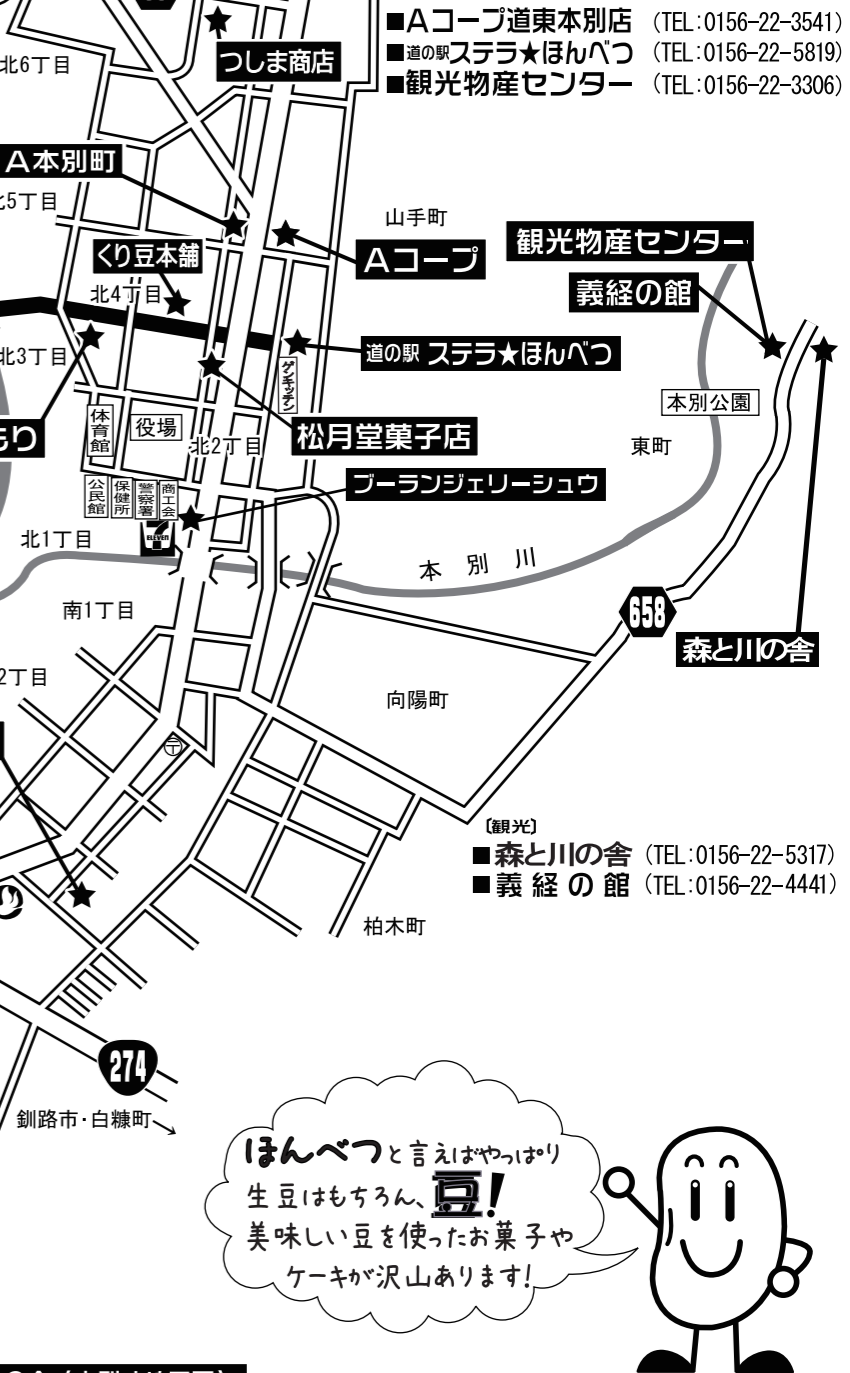 ■Aコープ道東本別店 (TEL:0156-22-3541)
■道の駅ステラ★ほんべつ (TEL:0156-22-5819)
■観光物産センター (TEL:0156-22-3306)
つしま商店
北6丁目
A本別町
北5丁目
山手町
くり豆本舗
Aコープ
観光物産センター
義経の館
北4丁目
道の駅 ステラ★ほんべつ
北3丁目
ゲンキッチン
本別公園
体育館
役場
松月堂菓子店
北2丁目
東町
もり
ブーランジェリーシュウ
公民館
保健所
警察署
商工会
7
ELEVEN
北1丁目
本別川
南1丁目
658
森と川の舎
2丁目
向陽町
〒
〔観光〕
■森と川の舎 (TEL:0156-22-5317)
■義経の館 (TEL:0156-22-4441)
柏木町
274
釧路市・白糠町
ほんべつと言えばやっぱり
生豆はもちろん、豆!
美味しい豆を使ったお菓子や
ケーキが沢山あります!